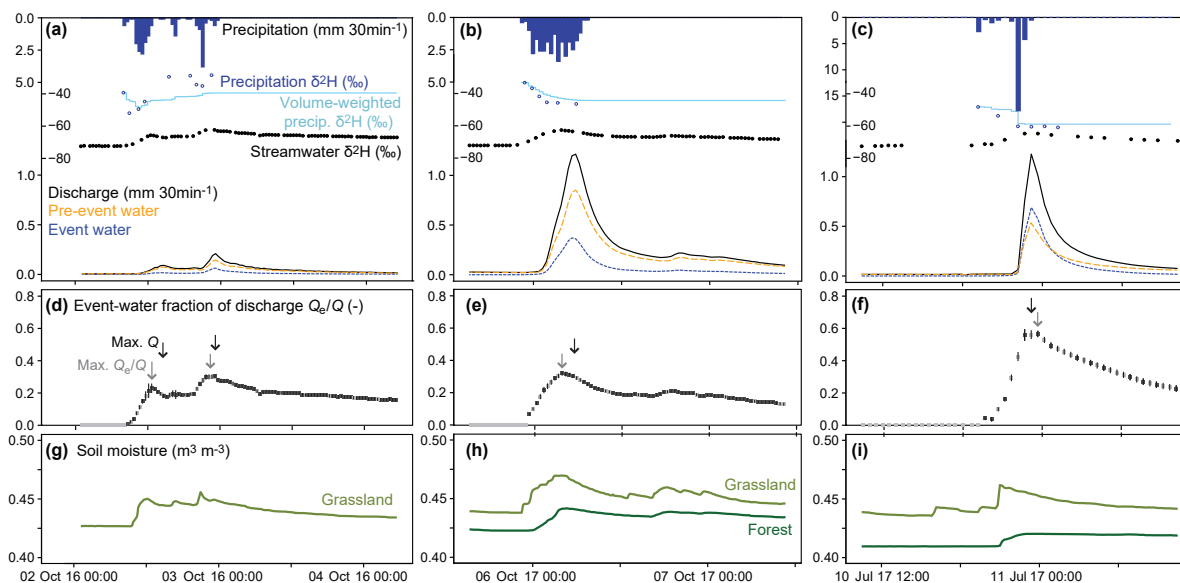 0.0 (a) Precipitation (mm 30min⁻¹)
2.5
5.0
−40 Precipitation δ²H (‰)
Volume-weighted
precip. δ²H (‰)
−60
Streamwater δ²H (‰)
−80
1.0
Discharge (mm 30min⁻¹)
Pre-event water
0.5
Event water
0.0
0.0 (b)
2.5
5.0
−40
−60
−80
1.0
0.5
0.0
0 (c)
5
10
15
−40
−60
−80
1.0
0.5
0.0
0.8
(d) Event-water fraction of discharge Qₑ/Q (-)
0.6
Max. Q
0.4
Max. Qₑ/Q
0.2
0.0
0.8
(e)
0.6
0.4
0.2
0.0
0.8
(f)
0.6
0.4
0.2
0.0
0.50
(g) Soil moisture (m³ m⁻³)
Grassland
0.45
0.40
02 Oct 16 00:00 03 Oct 16 00:00 04 Oct 16 00:00
0.50
(h)
Grassland
0.45
Forest
0.40
06 Oct 17 00:00 07 Oct 17 00:00
0.50
(i)
0.45
0.40
10 Jul 17 12:00 11 Jul 17 00:00